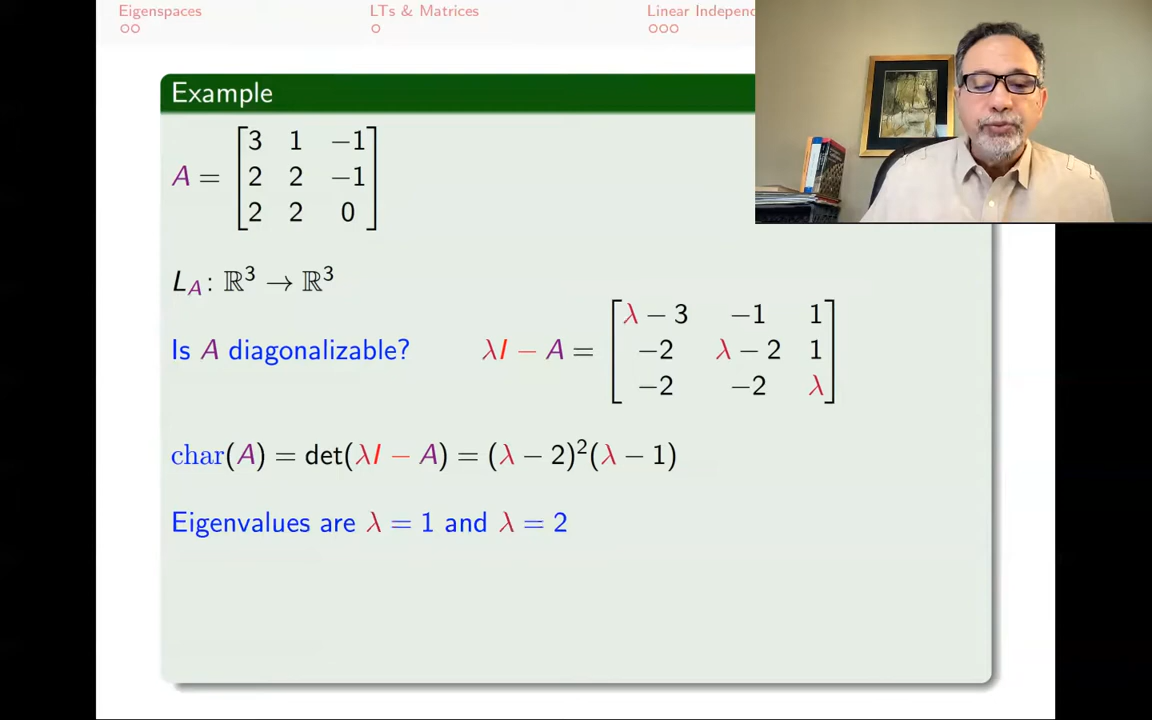 Eigenspaces LTs & Matrices Linear
Example
A = [3 1 −1; 2 2 −1; 2 2 0]
L_A : ℝ³ → ℝ³
Is A diagonalizable? λI − A = [λ − 3 −1 1; −2 λ − 2 1; −2 −2 λ]
char(A) = det(λI − A) = (λ − 2)²(λ − 1)
Eigenvalues are λ = 1 and λ = 2